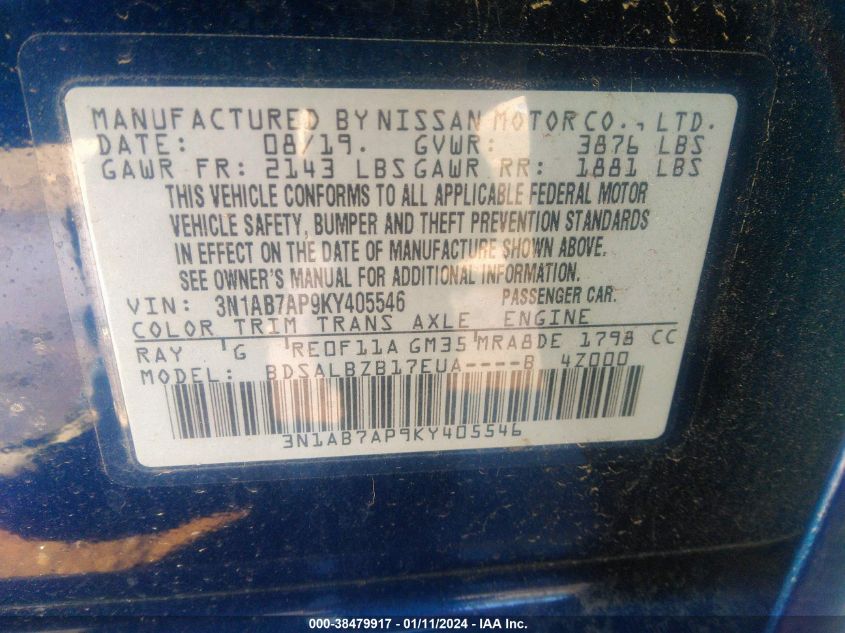 MANUFACTURED BY NISSAN MOTOR CO., LTD.
DATE: 08/19. GVWR: 3876 LBS
GAWR FR: 2143 LBS GAWR RR: 1881 LBS
THIS VEHICLE CONFORMS TO ALL APPLICABLE FEDERAL MOTOR
VEHICLE SAFETY, BUMPER AND THEFT PREVENTION STANDARDS
IN EFFECT ON THE DATE OF MANUFACTURE SHOWN ABOVE.
SEE OWNER'S MANUAL FOR ADDITIONAL INFORMATION.
VIN: 3N1AB7AP9KY405546 PASSENGER CAR.
COLOR TRIM TRANS AXLE ENGINE
RAY G RE0F11A GM35 MRA8DE 1798 CC
MODEL: BDSALBZB17EUA----B 4Z000
3N1AB7AP9KY405546
000-38479917 - 01/11/2024 - IAA Inc.